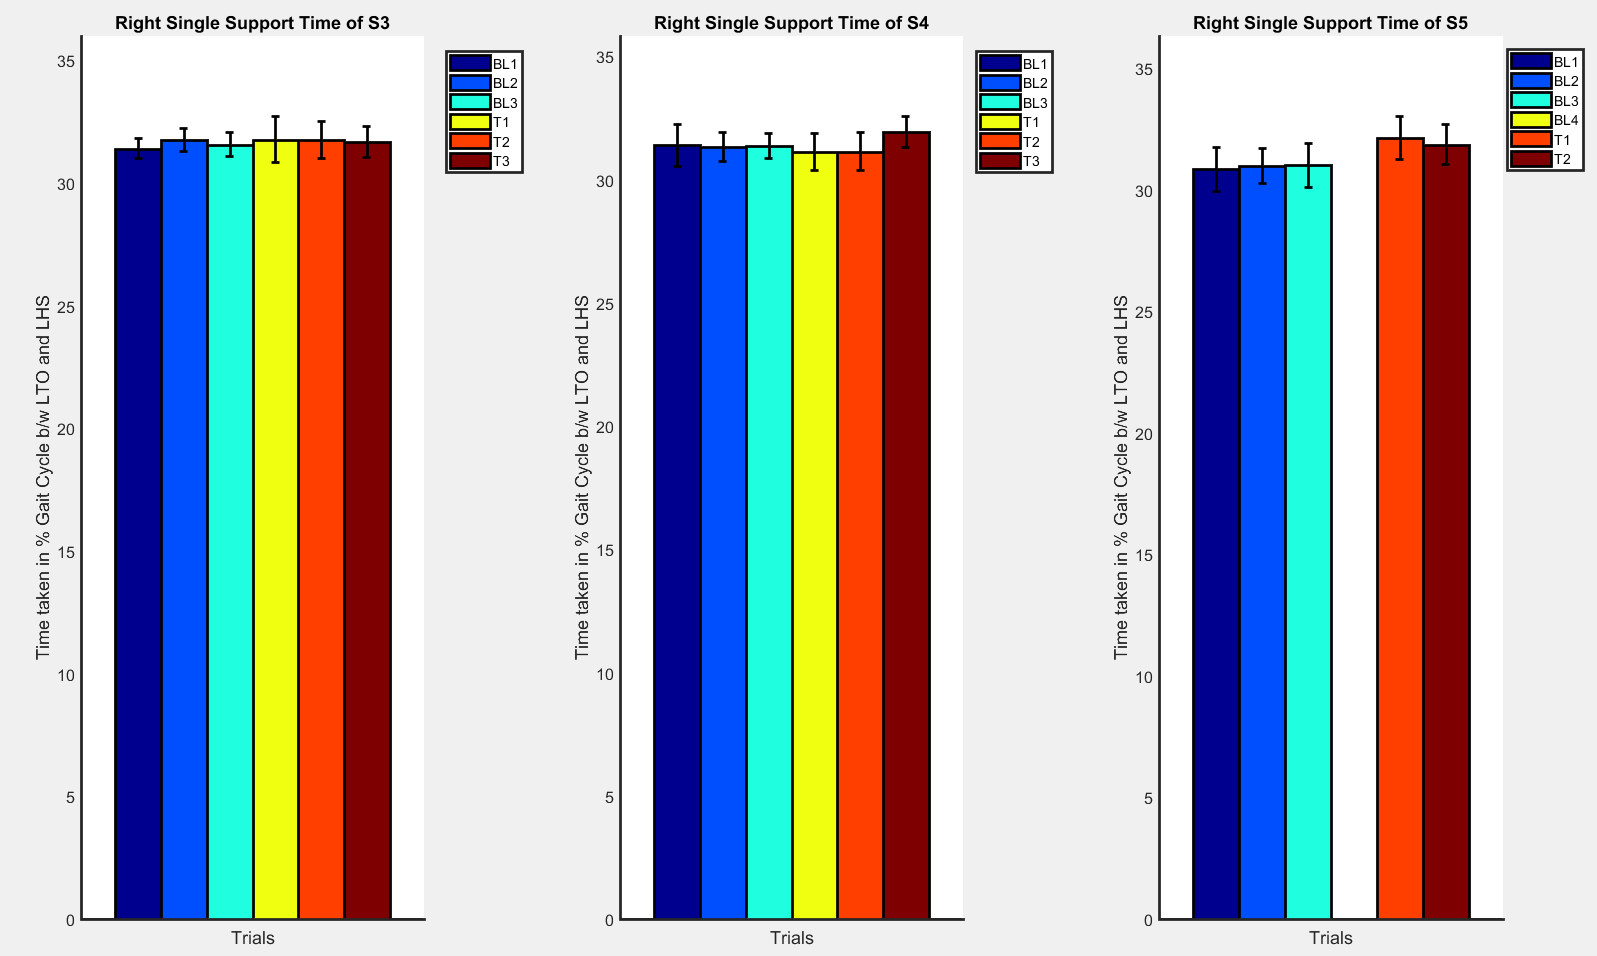 Right Single Support Time of S3
35
30
25
20
15
10
5
0
Time taken in % Gait Cycle b/w LTO and LHS
Trials
BL1
BL2
BL3
T1
T2
T3
Right Single Support Time of S4
35
30
25
20
15
10
5
0
Time taken in % Gait Cycle b/w LTO and LHS
Trials
BL1
BL2
BL3
T1
T2
T3
Right Single Support Time of S5
35
30
25
20
15
10
5
0
Time taken in % Gait Cycle b/w LTO and LHS
Trials
BL1
BL2
BL3
BL4
T1
T2